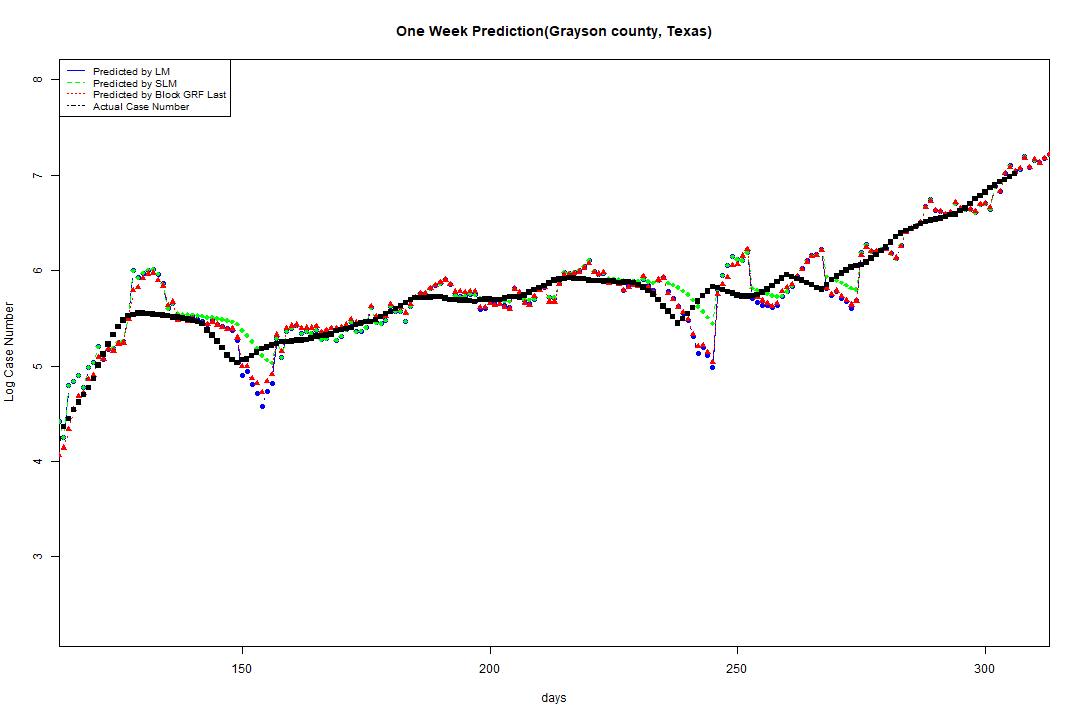 One Week Prediction(Grayson county, Texas)
Predicted by LM
Predicted by SLM
Predicted by Block GRF Last
Actual Case Number
8
7
6
5
4
3
Log Case Number
150 200 250 300
days